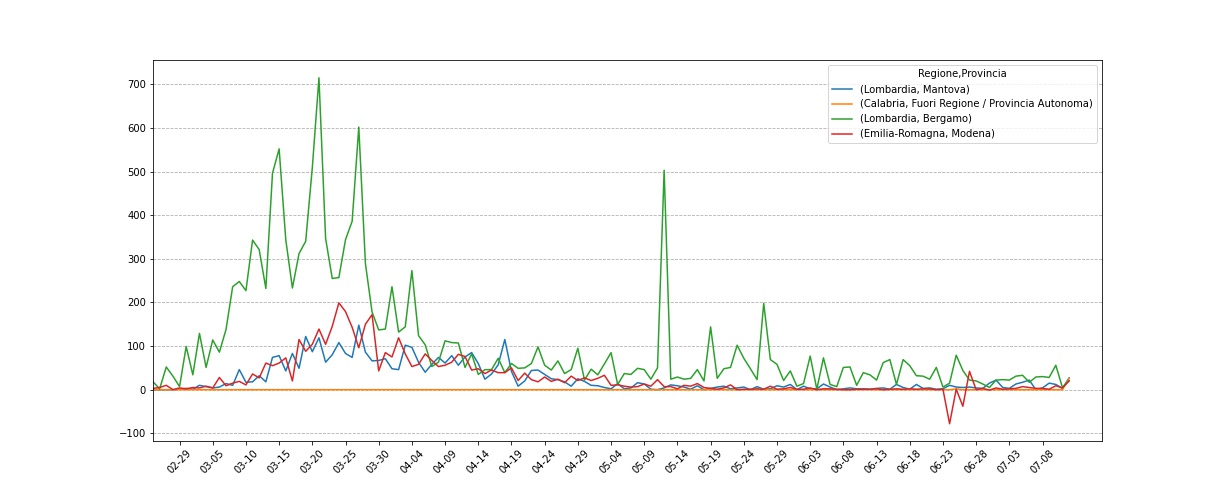 Regione,Provincia
(Lombardia, Mantova)
(Calabria, Fuori Regione / Provincia Autonoma)
(Lombardia, Bergamo)
(Emilia-Romagna, Modena)
700
600
500
400
300
200
100
0
−100
02-29 03-05 03-10 03-15 03-20 03-25 03-30 04-04 04-09 04-14 04-19 04-24 04-29 05-04 05-09 05-14 05-19 05-24 05-29 06-03 06-08 06-13 06-18 06-23 06-28 07-03 07-08